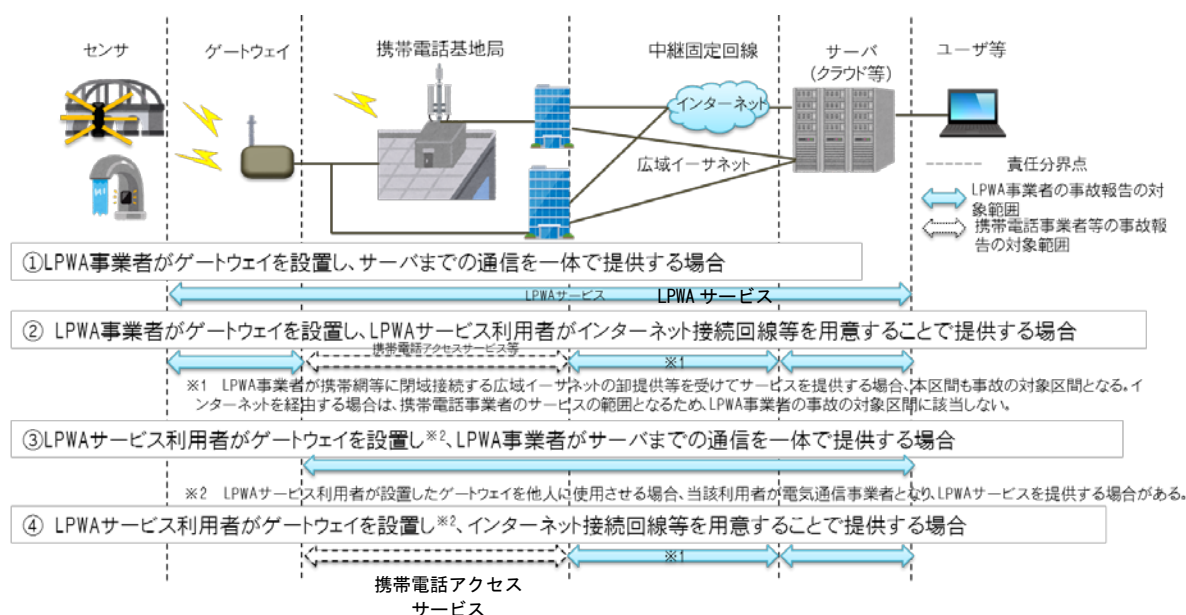 センサ
ゲートウェイ
携帯電話基地局
中継固定回線
サーバ
(クラウド等)
ユーザ等
インターネット
広域イーサネット
責任分界点
LPWA事業者の事故報告の対
象範囲
携帯電話事業者等の事故報
告の対象範囲
①LPWA事業者がゲートウェイを設置し、サーバまでの通信を一体で提供する場合
LPWAサービス
LPWA サービス
② LPWA事業者がゲートウェイを設置し、LPWAサービス利用者がインターネット接続回線等を用意することで提供する場合
携帯電話アクセスサービス等
※1
※1 LPWA事業者が携帯網等に閉域接続する広域イーサネットの卸提供等を受けてサービスを提供する場合、本区間も事故の対象区間となる。イ
ンターネットを経由する場合は、携帯電話事業者のサービスの範囲となるため、LPWA事業者の事故の対象区間に該当しない。
③LPWAサービス利用者がゲートウェイを設置し※2、LPWA事業者がサーバまでの通信を一体で提供する場合
※2 LPWAサービス利用者が設置したゲートウェイを他人に使用させる場合、当該利用者が電気通信事業者となり、LPWAサービスを提供する場合がある。
④ LPWAサービス利用者がゲートウェイを設置し※2、インターネット接続回線等を用意することで提供する場合
※1
携帯電話アクセス
サービス